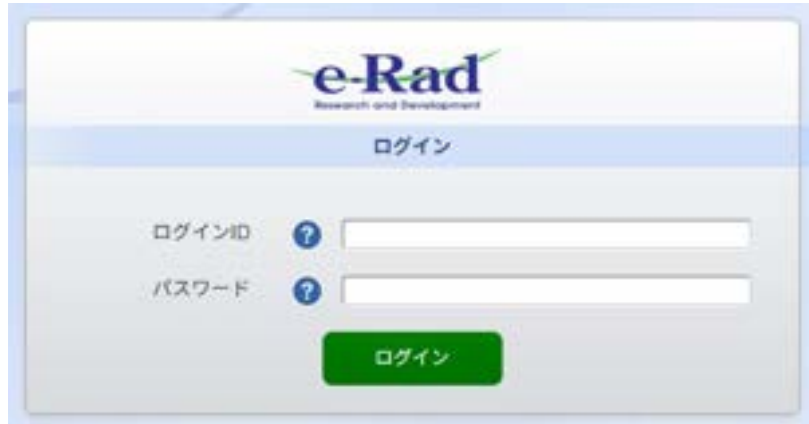 e-Rad
Research and Development
ログイン
ログインID ?
パスワード ?
ログイン